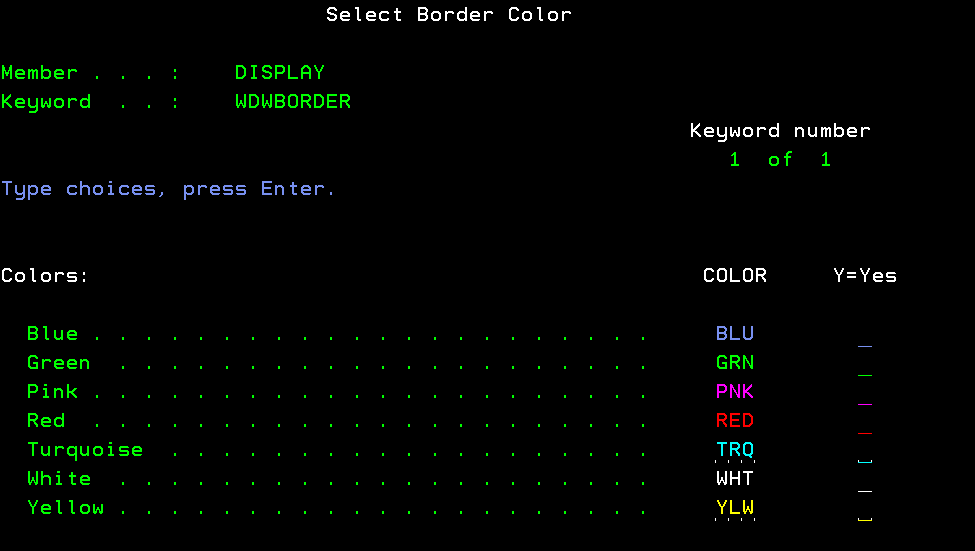 Select Border Color
Member . . . :    DISPLAY
Keyword  . . :    WDWBORDER
Keyword number
1  of  1
Type choices, press Enter.
Colors:    COLOR    Y=Yes
Blue . . . . . . . . . . . . . . . . . . . . . .    BLU    _
Green  . . . . . . . . . . . . . . . . . . . . .    GRN    _
Pink . . . . . . . . . . . . . . . . . . . . . .    PNK    _
Red  . . . . . . . . . . . . . . . . . . . . . .    RED    _
Turquoise  . . . . . . . . . . . . . . . . . . .    TRQ    _
White  . . . . . . . . . . . . . . . . . . . . .    WHT    _
Yellow . . . . . . . . . . . . . . . . . . . . .    YLW    _